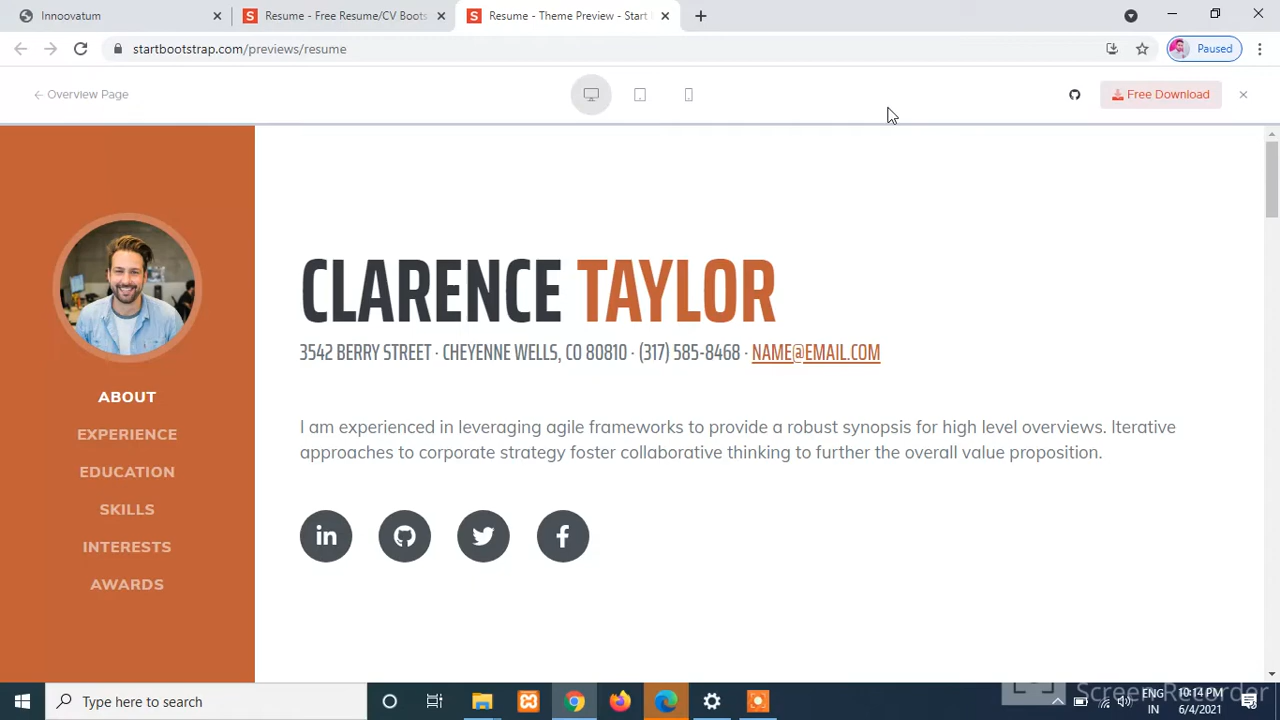 Innoovatum
Resume - Free Resume/CV Boots
Resume - Theme Preview - Start
startbootstrap.com/previews/resume
Paused
← Overview Page
Free Download
CLARENCE TAYLOR
3542 BERRY STREET · CHEYENNE WELLS, CO 80810 · (317) 585-8468 · NAME@EMAIL.COM
ABOUT
EXPERIENCE
EDUCATION
SKILLS
INTERESTS
AWARDS
I am experienced in leveraging agile frameworks to provide a robust synopsis for high level overviews. Iterative
approaches to corporate strategy foster collaborative thinking to further the overall value proposition.
in
Type here to search
Screen Recorder
ENG
IN
10:14 PM
6/4/2021